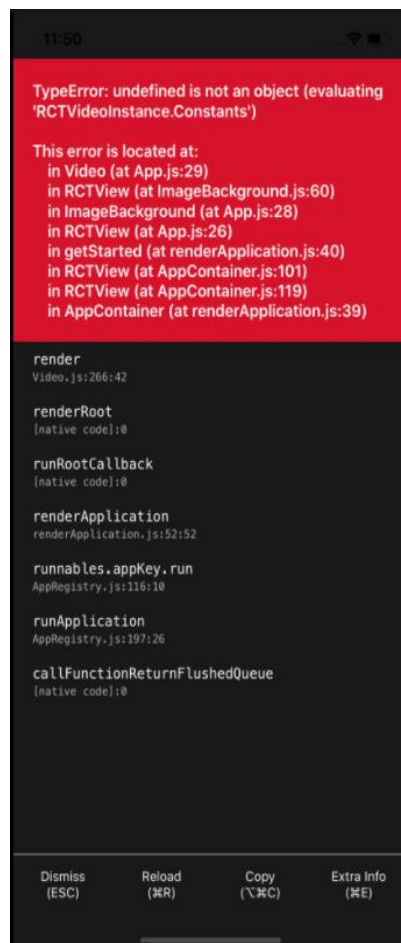 11:50
TypeError: undefined is not an object (evaluating
'RCTVideoInstance.Constants')
This error is located at:
in Video (at App.js:29)
in RCTView (at ImageBackground.js:60)
in ImageBackground (at App.js:28)
in RCTView (at App.js:26)
in getStarted (at renderApplication.js:40)
in RCTView (at AppContainer.js:101)
in RCTView (at AppContainer.js:119)
in AppContainer (at renderApplication.js:39)
render
Video.js:266:42
renderRoot
[native code]:0
runRootCallback
[native code]:0
renderApplication
renderApplication.js:52:52
runnables.appKey.run
AppRegistry.js:116:10
runApplication
AppRegistry.js:197:26
callFunctionReturnFlushedQueue
[native code]:0
Dismiss Reload Copy Extra Info
(ESC) (⌘R) (⌥⌘C) (⌘E)